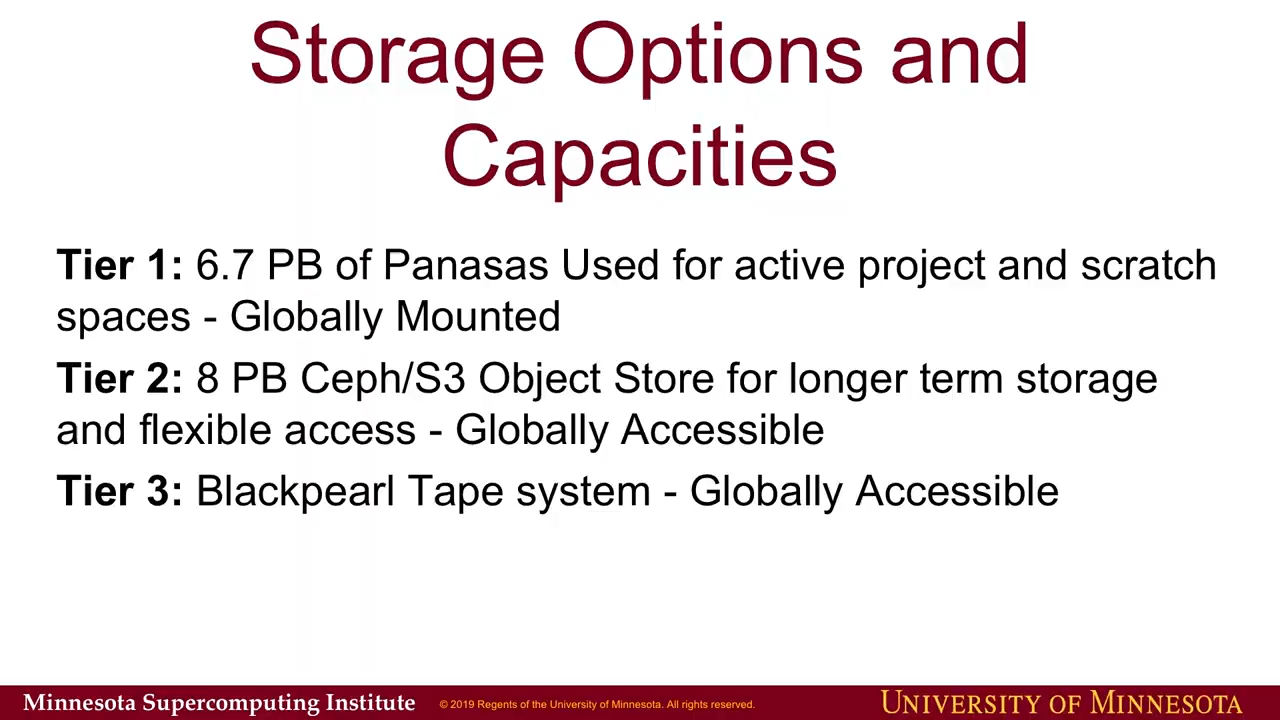 Storage Options and
Capacities
Tier 1: 6.7 PB of Panasas Used for active project and scratch
spaces - Globally Mounted
Tier 2: 8 PB Ceph/S3 Object Store for longer term storage
and flexible access - Globally Accessible
Tier 3: Blackpearl Tape system - Globally Accessible
Minnesota Supercomputing Institute
© 2019 Regents of the University of Minnesota. All rights reserved.
UNIVERSITY OF MINNESOTA